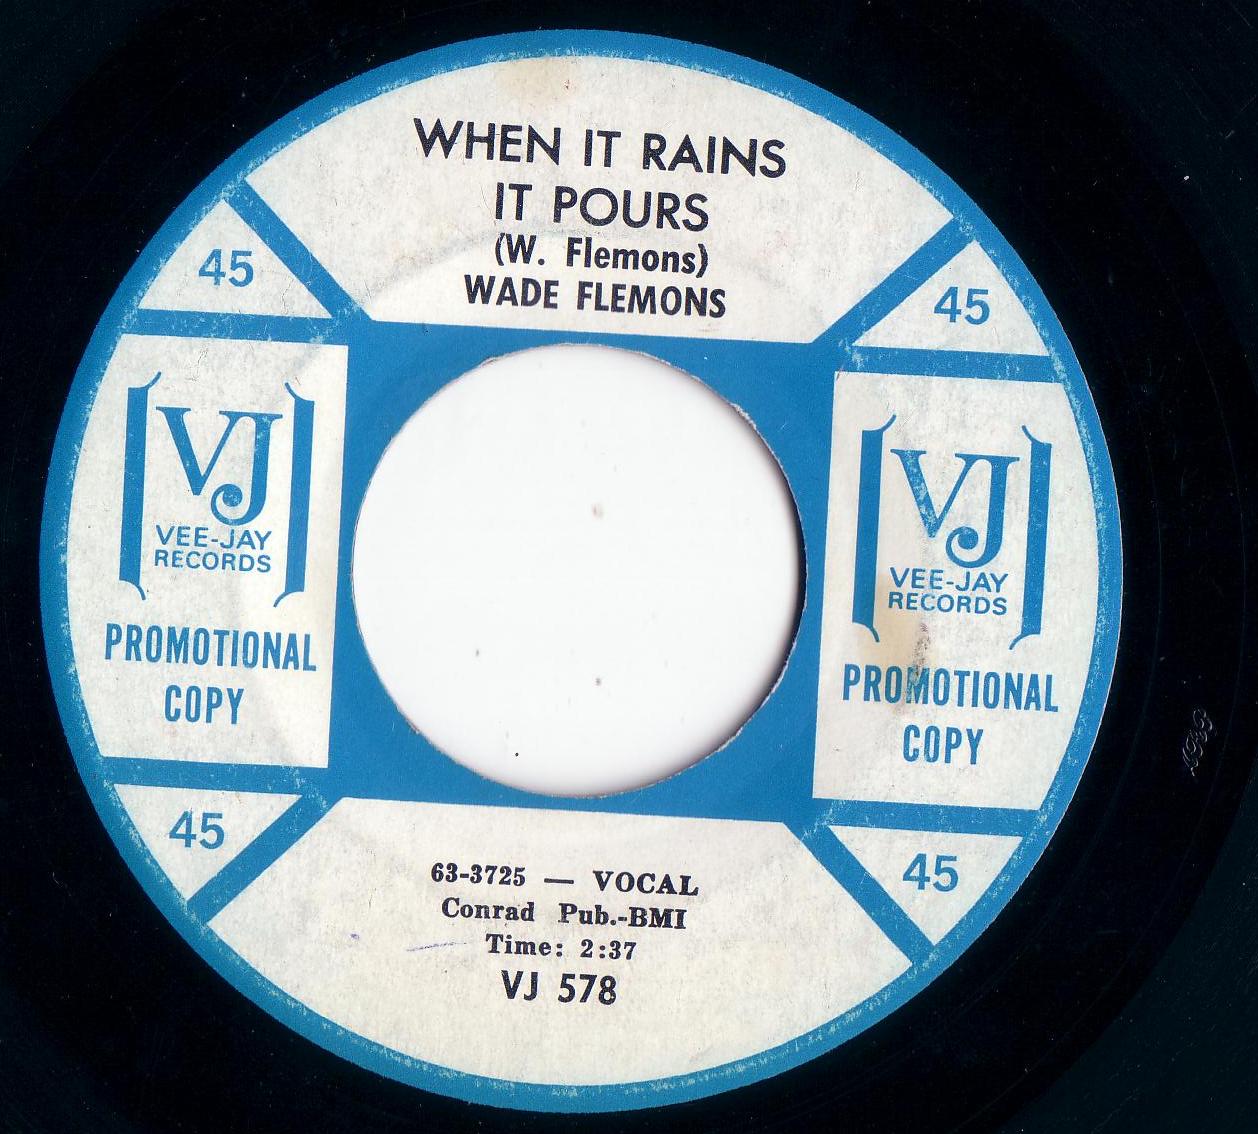 WHEN IT RAINS
IT POURS
(W. Flemons)
WADE FLEMONS
45
45
VJ
VEE-JAY
RECORDS
PROMOTIONAL
COPY
VJ
VEE-JAY
RECORDS
PROMOTIONAL
COPY
45
45
63-3725 — VOCAL
Conrad Pub.-BMI
Time: 2:37
VJ 578